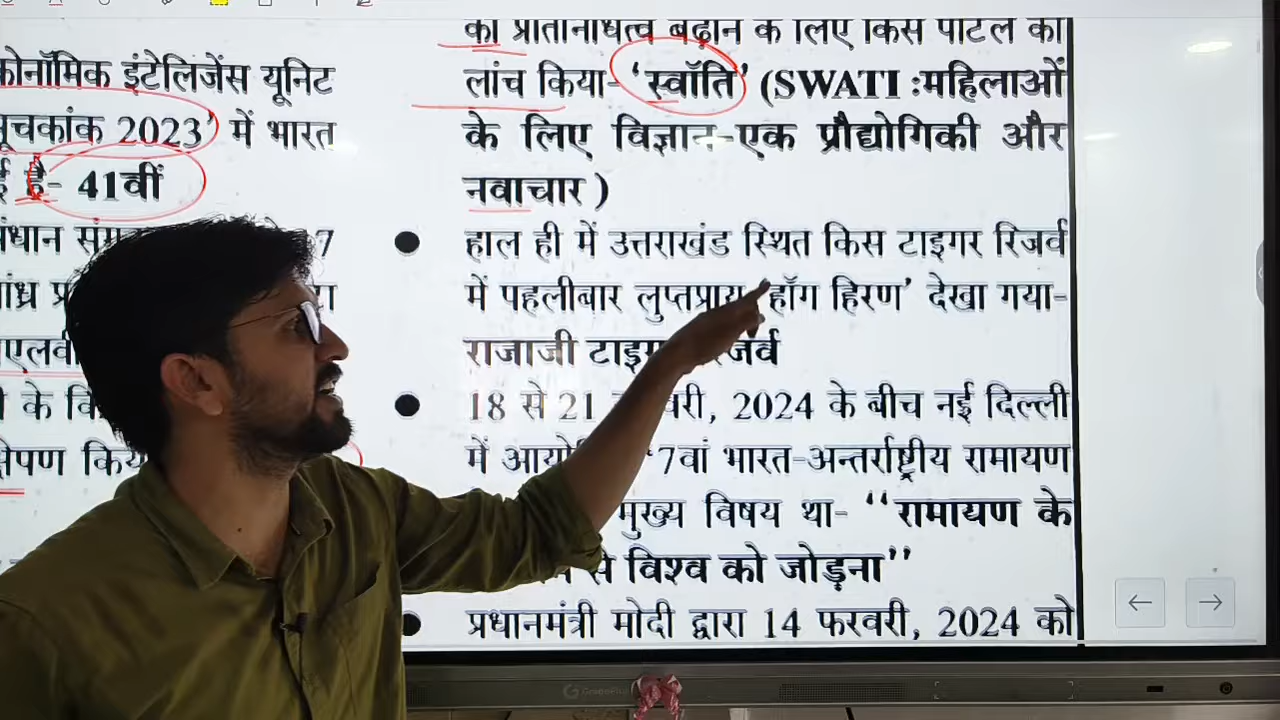 कोनॉमिक इंटेलिजेंस यूनिट
सूचकांक 2023’ में भारत
है- 41वीं
7
के
क्षेपण
को प्रतिनिधित्व बढ़ाने के लिए किस पोर्टल को
लांच किया- ‘स्वॉति’ (SWATI :महिलाओं
के लिए विज्ञान-एक प्रौद्योगिकी और
नवाचार)
● हाल ही में उत्तराखंड स्थित किस टाइगर रिजर्व
में पहलीबार लुप्तप्राय ‘हॉग हिरण’ देखा गया-
राजाजी टाइगर रिजर्व
● 18 से 21 2024 के बीच नई दिल्ली
में ‘7वां भारत-अन्तर्राष्ट्रीय रामायण
मुख्य विषय था- ‘‘रामायण के
से विश्व को जोड़ना’’
● प्रधानमंत्री मोदी द्वारा 14 फरवरी, 2024 को